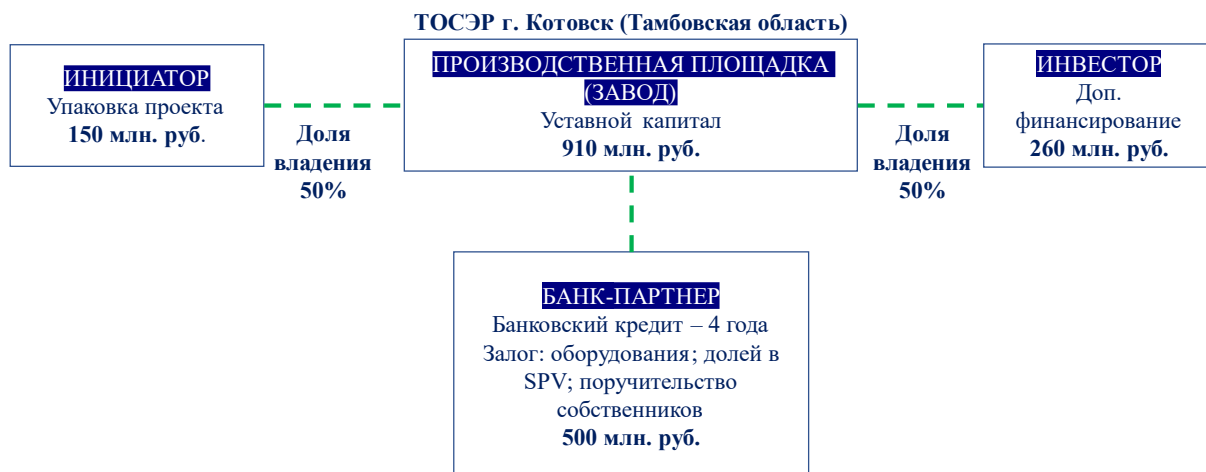 ТОСЭР г. Котовск (Тамбовская область)
ИНИЦИАТОР
Упаковка проекта
150 млн. руб.
Доля
владения
50%
ПРОИЗВОДСТВЕННАЯ ПЛОЩАДКА
(ЗАВОД)
Уставной капитал
910 млн. руб.
Доля
владения
50%
ИНВЕСТОР
Доп.
финансирование
260 млн. руб.
БАНК-ПАРТНЕР
Банковский кредит – 4 года
Залог: оборудования; долей в
SPV; поручительство
собственников
500 млн. руб.